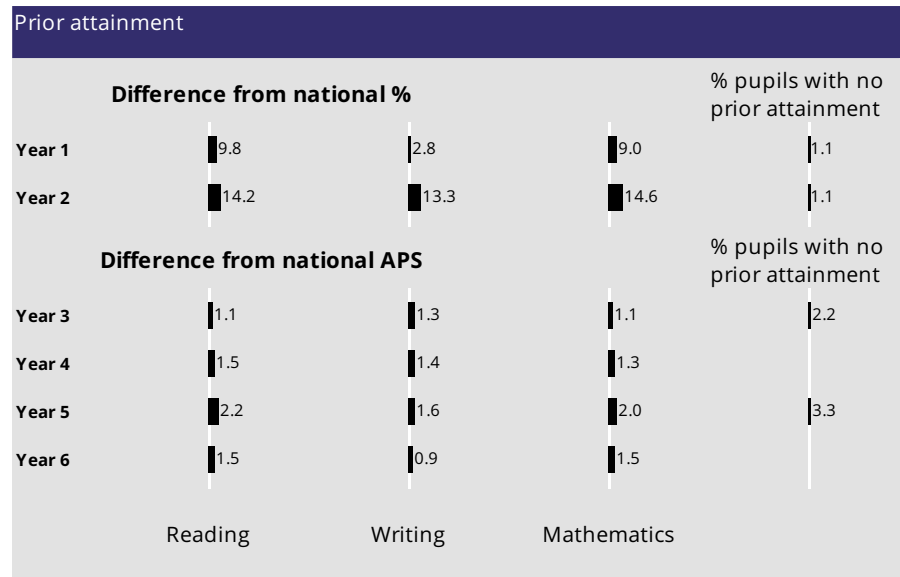 Prior attainment
Difference from national %
% pupils with no
prior attainment
Year 1 9.8 2.8 9.0 1.1
Year 2 14.2 13.3 14.6 1.1
Difference from national APS
% pupils with no
prior attainment
Year 3 1.1 1.3 1.1 2.2
Year 4 1.5 1.4 1.3
Year 5 2.2 1.6 2.0 3.3
Year 6 1.5 0.9 1.5
Reading Writing Mathematics